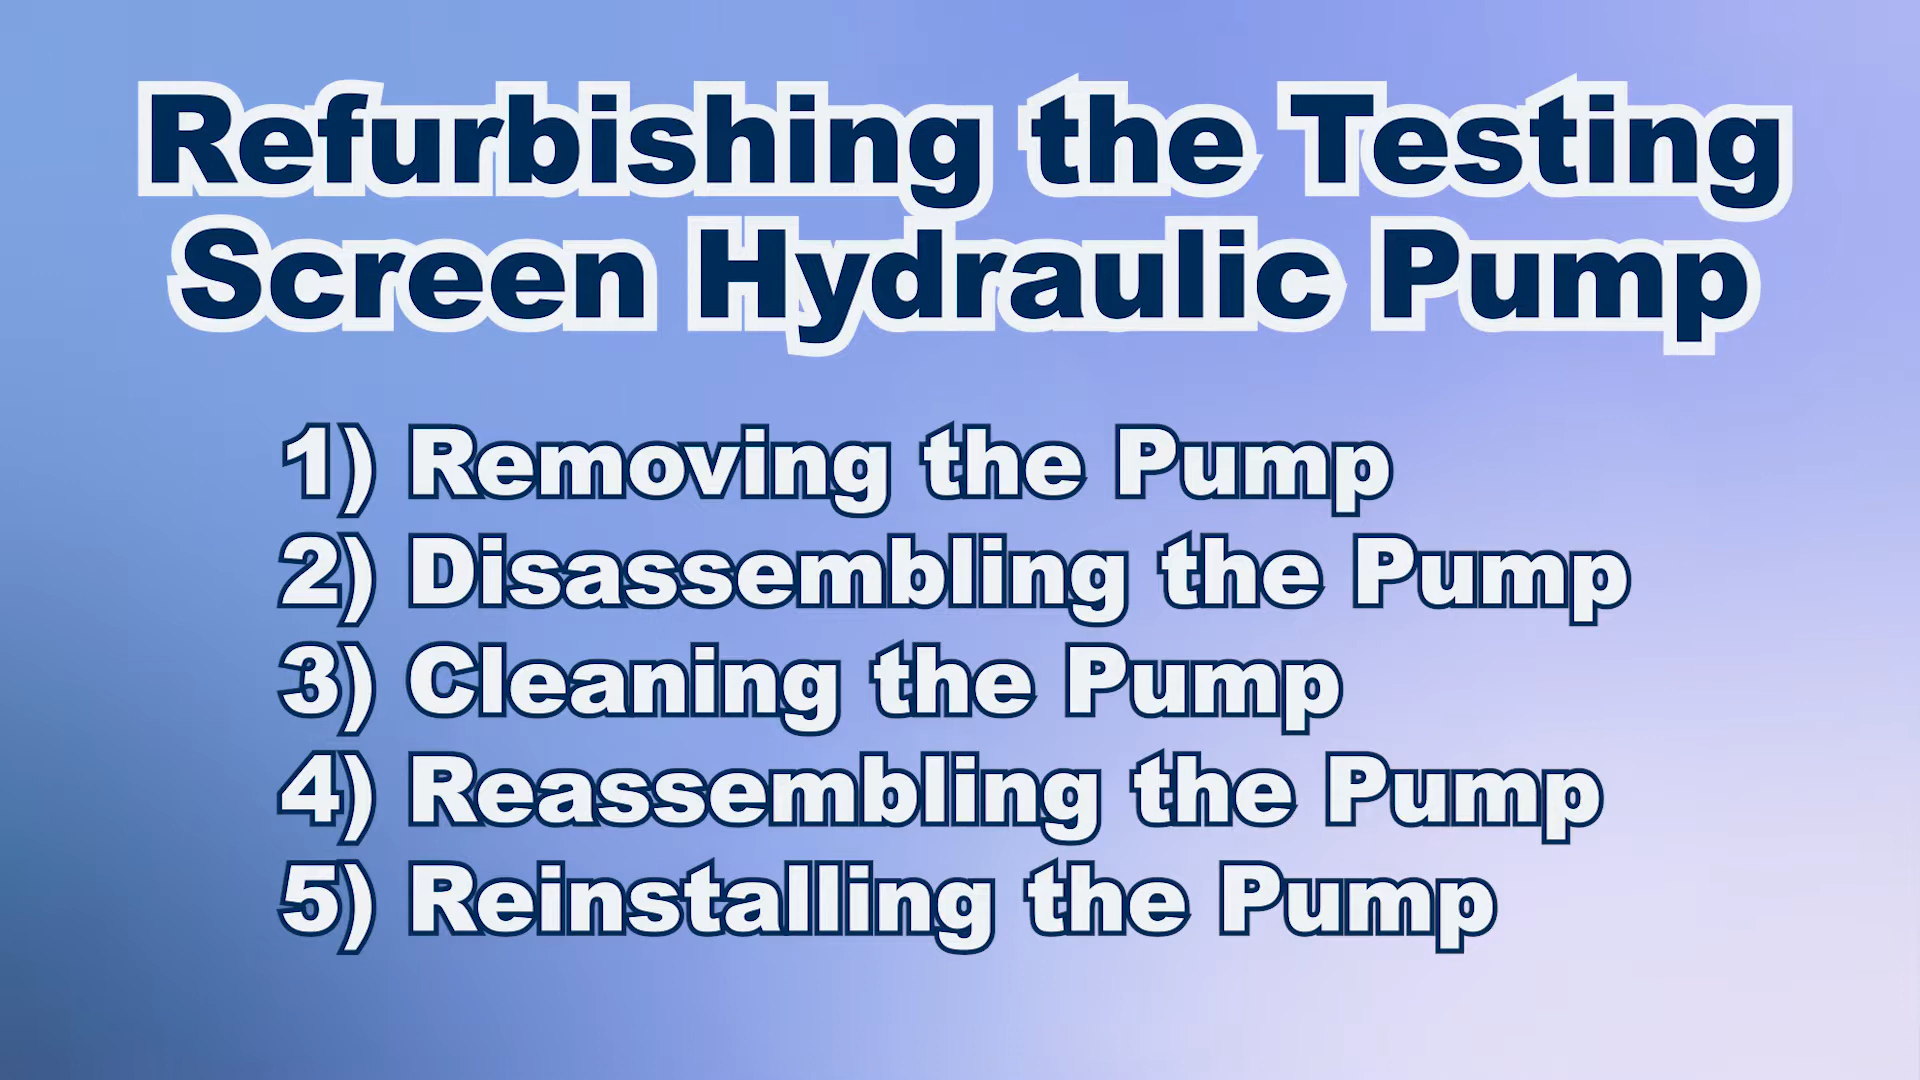 Refurbishing the Testing
Screen Hydraulic Pump
1) Removing the Pump
2) Disassembling the Pump
3) Cleaning the Pump
4) Reassembling the Pump
5) Reinstalling the Pump